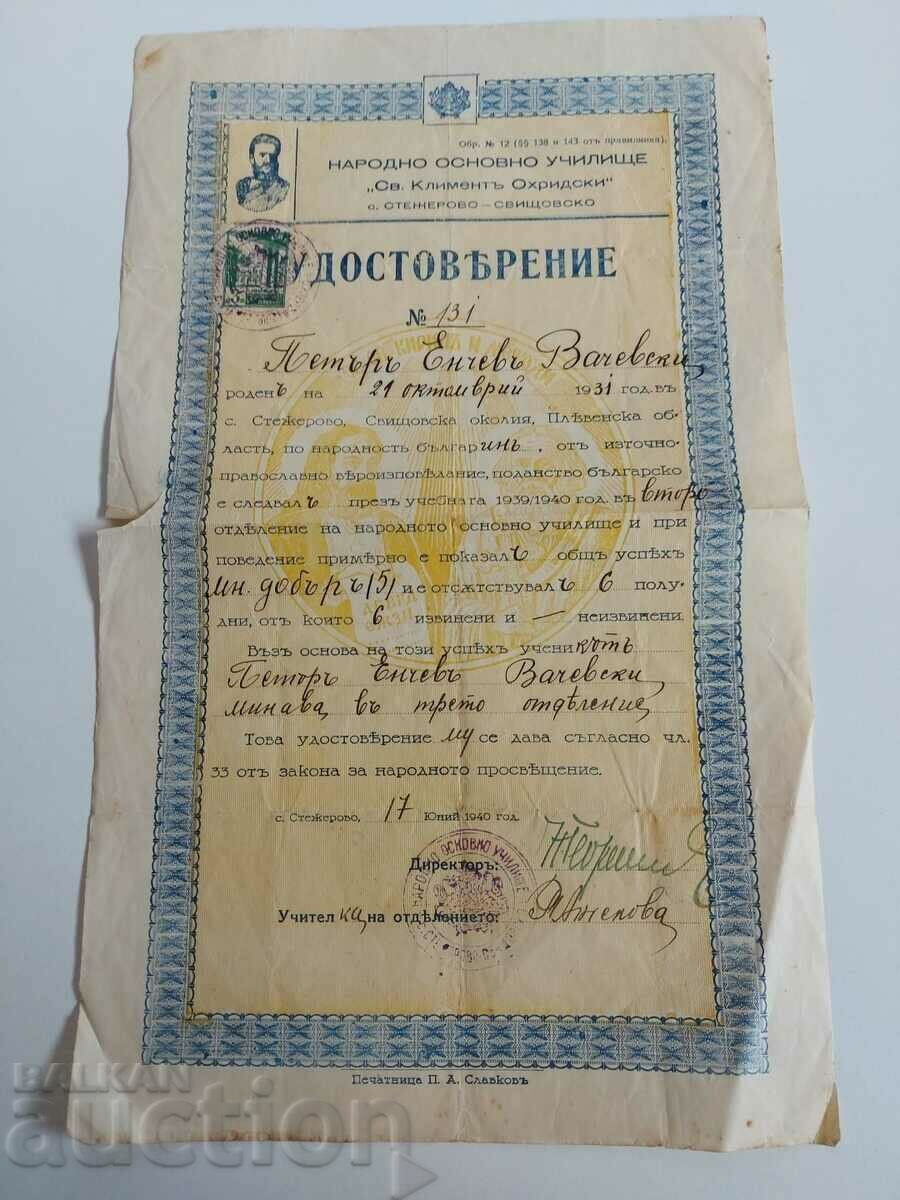 Обр. № 12 (§§ 138 и 143 отъ правилника).
НАРОДНО ОСНОВНО УЧИЛИЩЕ
„Св. Климентъ Охридски“
с. СТЕЖЕРОВО – СВИЩОВСКО
УДОСТОВѢРЕНИЕ
№ 131
Петъръ Енчевъ Вачевски
роденъ на 21 октомврий 1931 год. въ
с. Стежерово, Свищовска околия, Плѣвенска об-
ласть, по народность българинъ, отъ източно-
православно вѣроизповѣдание, поданство българско
е следвалъ презъ учебната 1939/1940 год. въ второ
отдѣление на народното основно училище и при
поведение примѣрно е показалъ общъ успѣхъ
мн. добъръ (5) и е отсѫтствувалъ 6 полу-
дни, отъ които 6 извинени и — неизвинени.
Възъ основа на този успѣхъ ученикътъ
Петъръ Енчевъ Вачевски
минава въ трето отдѣление
Това удостовѣрение му се дава съгласно чл.
33 отъ закона за народното просвѣщение.
с. Стежерово, 17 Юний 1940 год.
Директоръ:
Учителка на отдѣлението:
НАРОДНО ОСНОВНО УЧИЛИЩЕ
Печатница П. А. Славковъ
BALKAN
auction